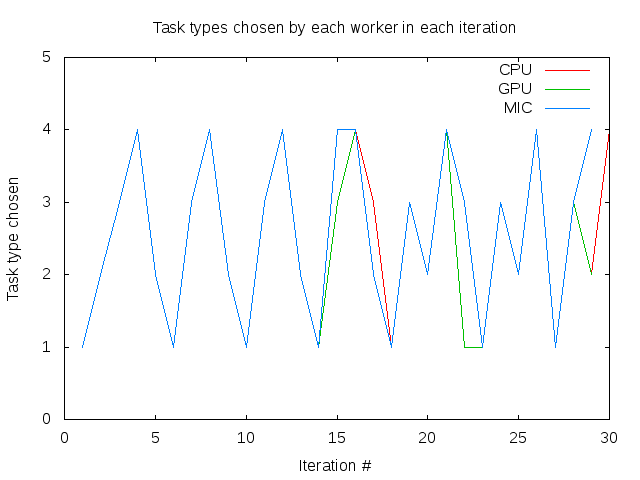 Task types chosen by each worker in each iteration
5
4
3
2
1
0
Task type chosen
CPU
GPU
MIC
0 5 10 15 20 25 30
Iteration #